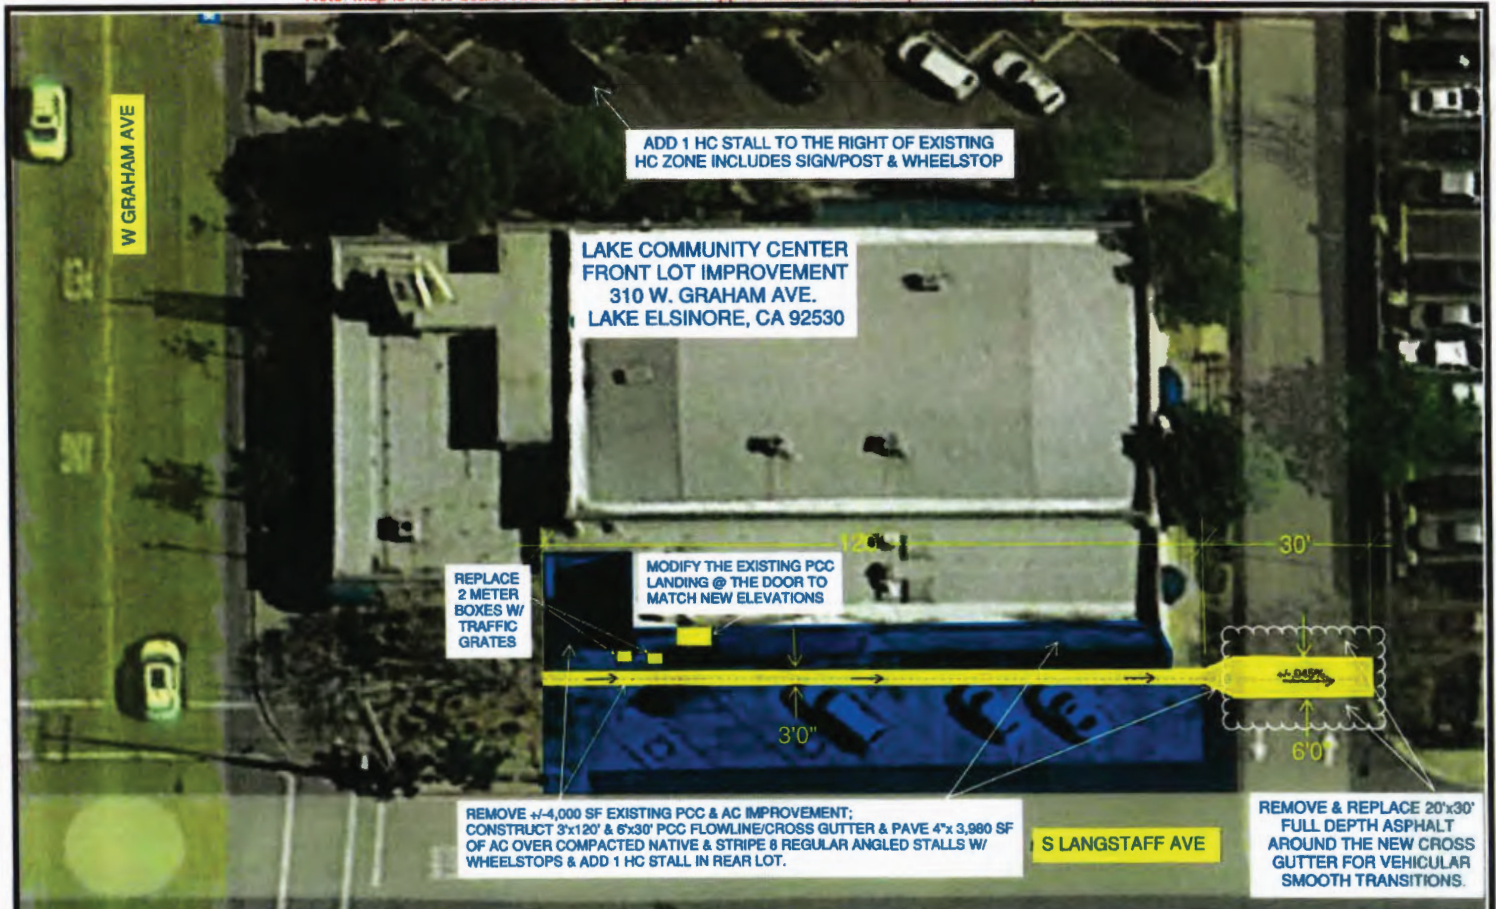 W GRAHAM AVE
ADD 1 HC STALL TO THE RIGHT OF EXISTING
HC ZONE INCLUDES SIGN/POST & WHEELSTOP
LAKE COMMUNITY CENTER
FRONT LOT IMPROVEMENT
310 W. GRAHAM AVE.
LAKE ELSINORE, CA 92530
30'
REPLACE
2 METER
BOXES W/
TRAFFIC
GRATES
MODIFY THE EXISTING PCC
LANDING @ THE DOOR TO
MATCH NEW ELEVATIONS
+/-.045%
3'0"
6'0"
REMOVE +/-4,000 SF EXISTING PCC & AC IMPROVEMENT;
CONSTRUCT 3'x120' & 6'x30' PCC FLOWLINE/CROSS GUTTER & PAVE 4"x 3,980 SF
OF AC OVER COMPACTED NATIVE & STRIPE 8 REGULAR ANGLED STALLS W/
WHEELSTOPS & ADD 1 HC STALL IN REAR LOT.
S LANGSTAFF AVE
REMOVE & REPLACE 20'x30'
FULL DEPTH ASPHALT
AROUND THE NEW CROSS
GUTTER FOR VEHICULAR
SMOOTH TRANSITIONS.